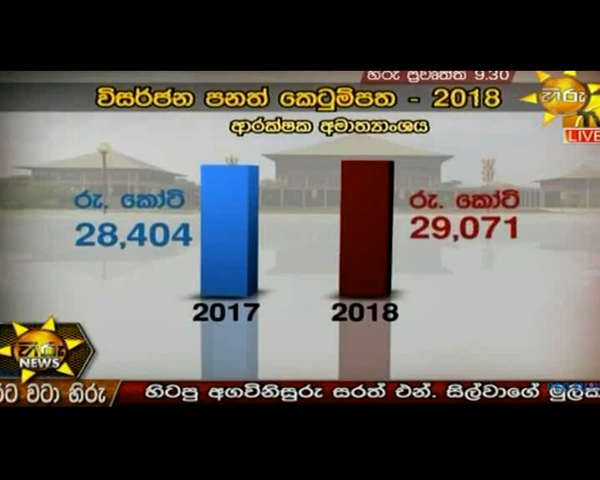 හිරු ප්‍රවෘත්ති 9.30
විසර්ජන පනත් කෙටුම්පත - 2018
හිරු
ආරක්ෂක අමාත්‍යාංශය
LIVE
රු. කෝටි
28,404
රු. කෝටි
29,071
2017
2018
හිරු
NEWS
වටා හිරු
හිටපු අගවිනිසුරු සරත් එන්. සිල්වාගේ